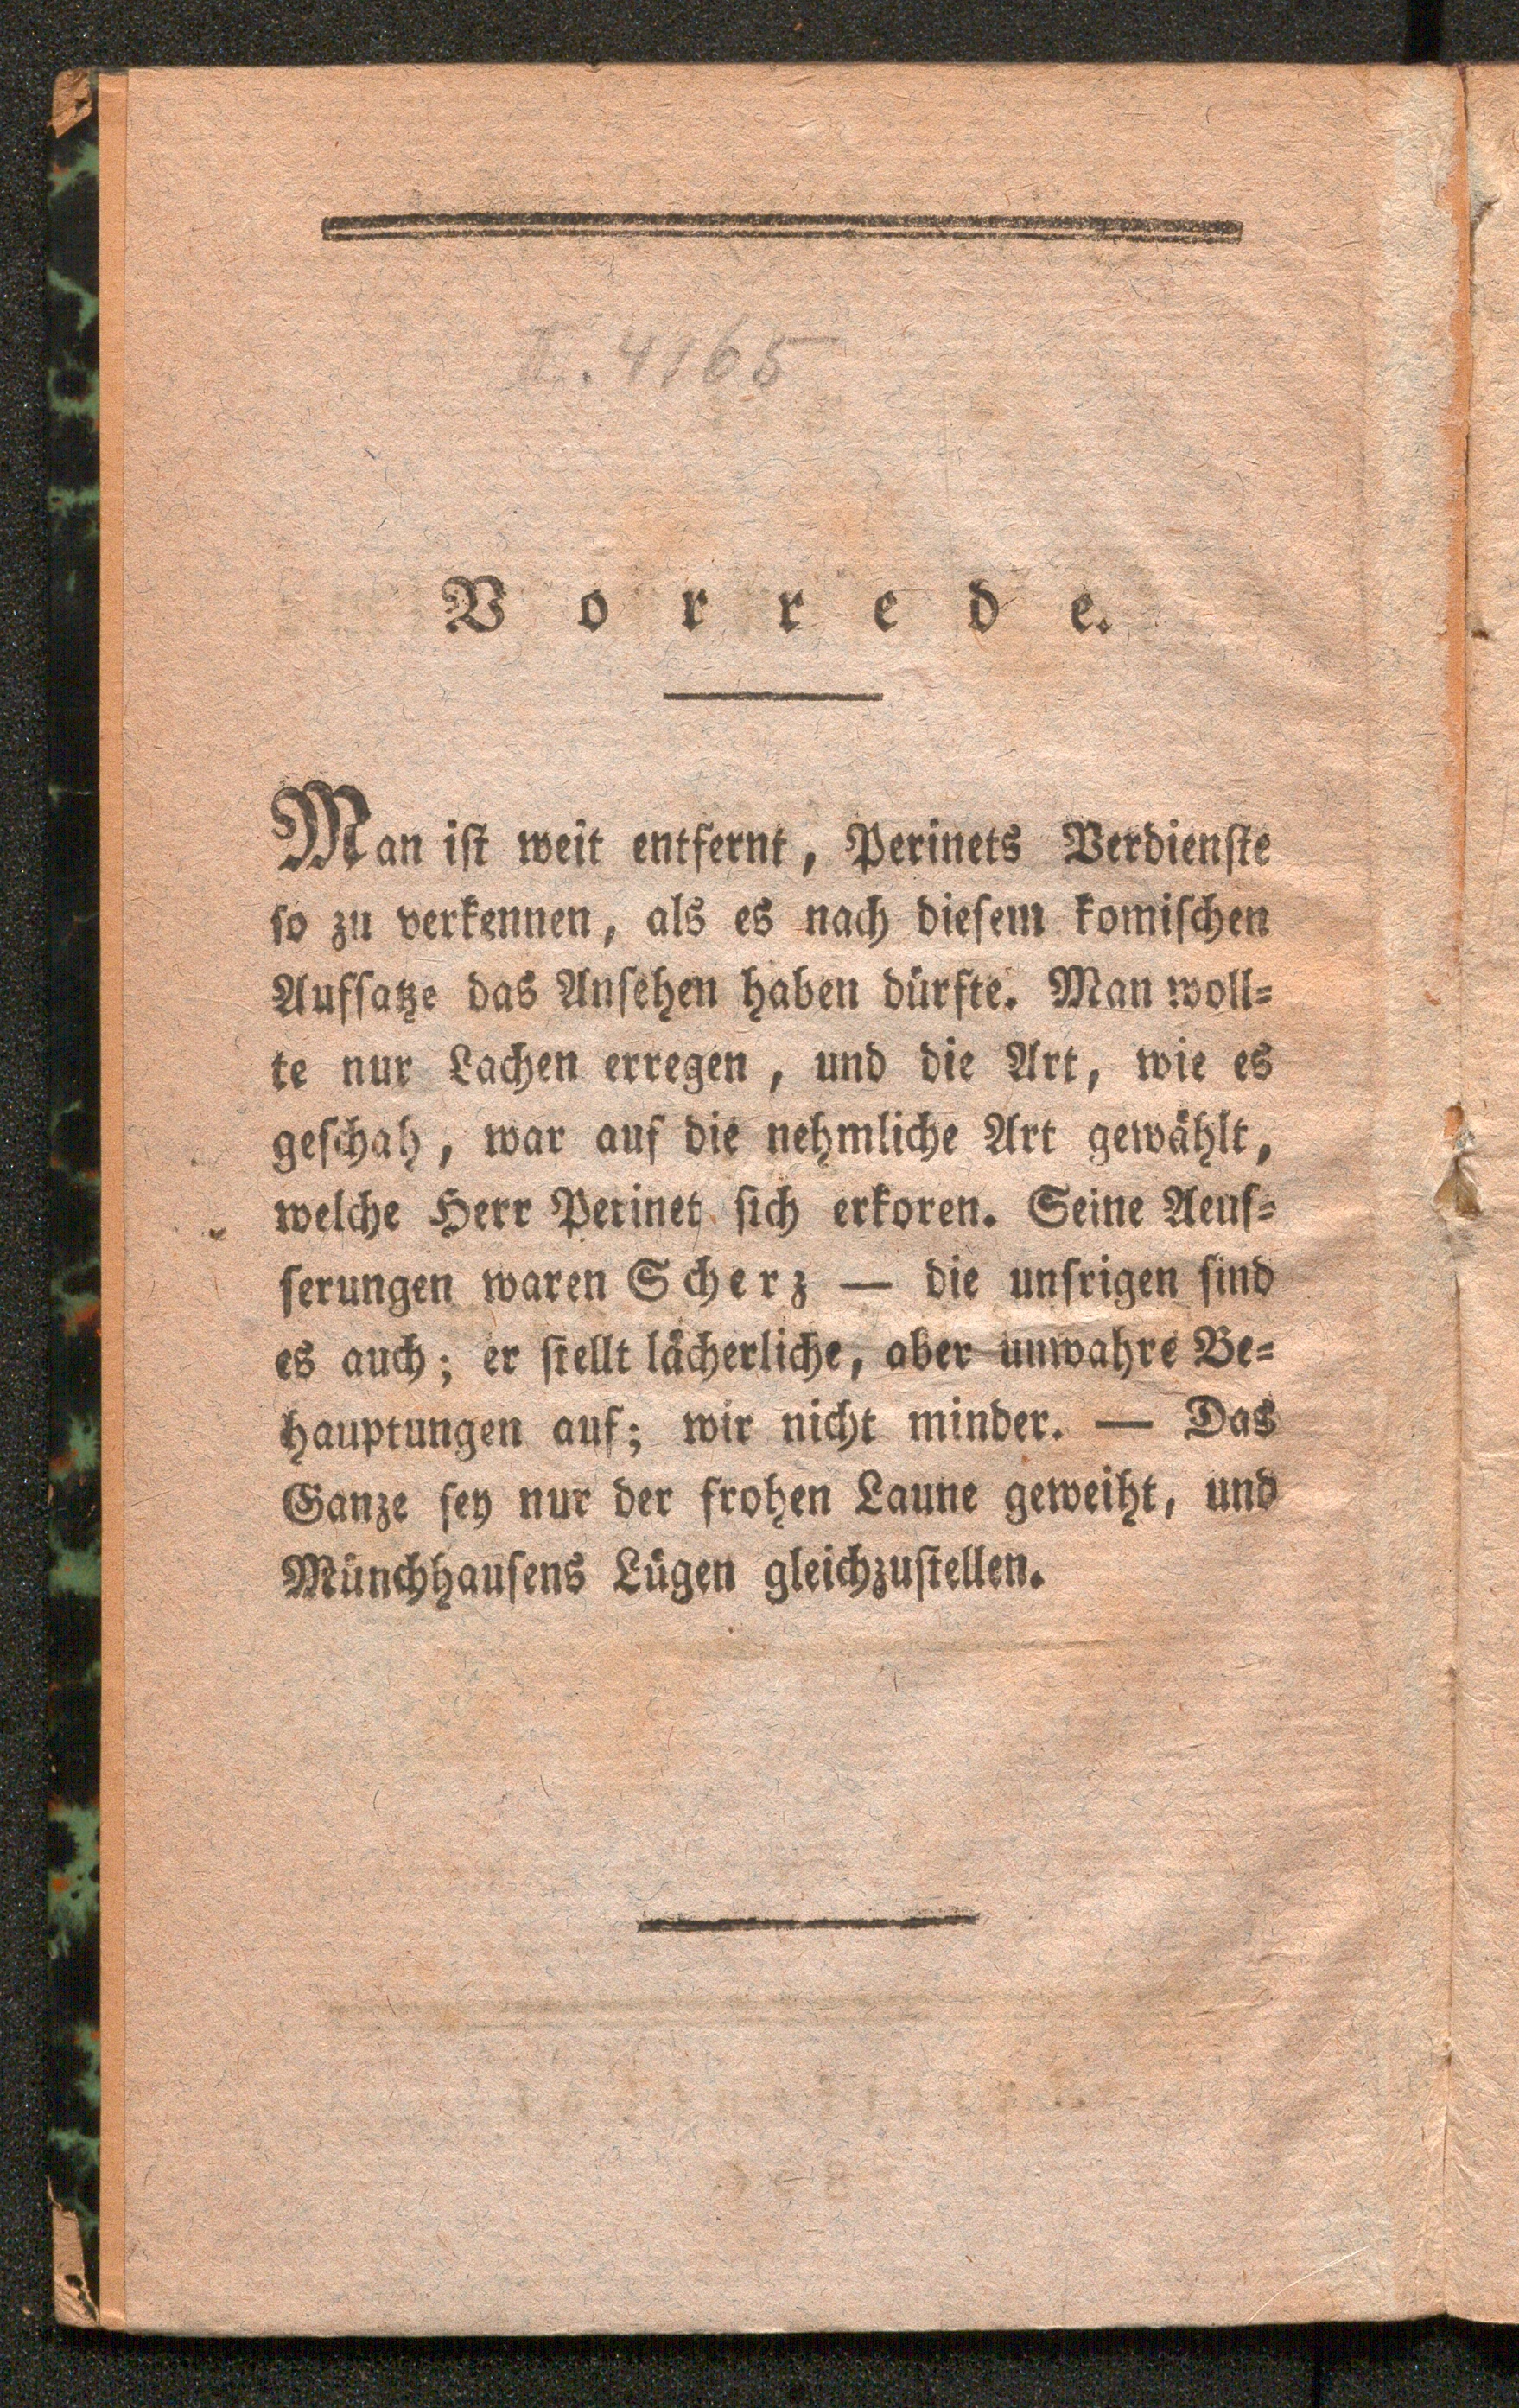 II. 4165
Vorrede.
Man ist weit entfernt, Perinets Verdienste
so zu verkennen, als es nach diesem komischen
Aufsatze das Ansehen haben dürfte. Man woll=
te nur Lachen erregen, und die Art, wie es
geschah, war auf die nehmliche Art gewählt,
welche Herr Perinet sich erkoren. Seine Aeus=
serungen waren Scherz — die unsrigen sind
es auch; er stellt lächerliche, aber unwahre Be=
hauptungen auf; wir nicht minder. — Das
Ganze sey nur der frohen Laune geweiht, und
Münchhausens Lügen gleichzustellen.